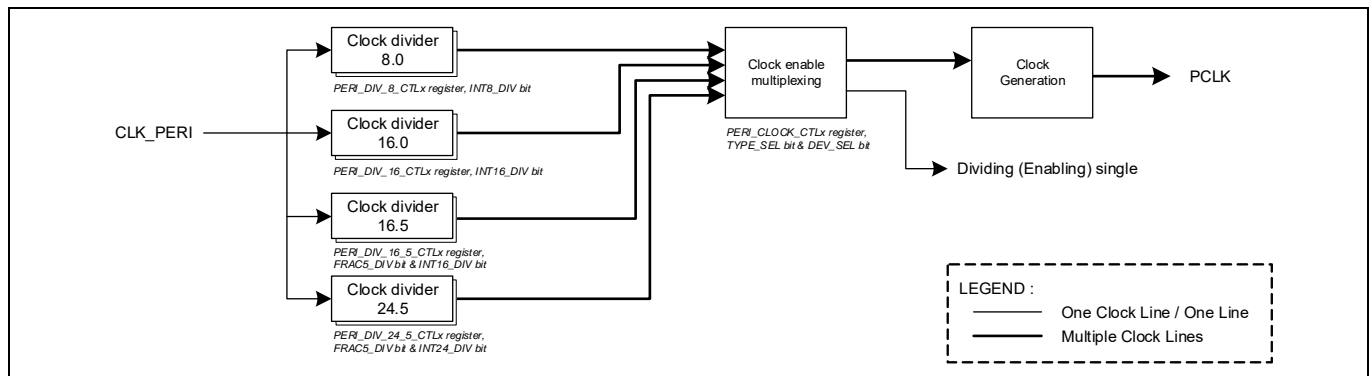 Clock divider
8.0
PERI_DIV_8_CTLx register, INT8_DIV bit
CLK_PERI
Clock divider
16.0
PERI_DIV_16_CTLx register, INT16_DIV bit
Clock divider
16.5
PERI_DIV_16_5_CTLx register,
FRAC5_DIV bit & INT16_DIV bit
Clock divider
24.5
PERI_DIV_24_5_CTLx register,
FRAC5_DIV bit & INT24_DIV bit
Clock enable
multiplexing
PERI_CLOCK_CTLx register,
TYPE_SEL bit & DEV_SEL bit
Clock
Generation
PCLK
Dividing (Enabling) single
LEGEND :
One Clock Line / One Line
Multiple Clock Lines